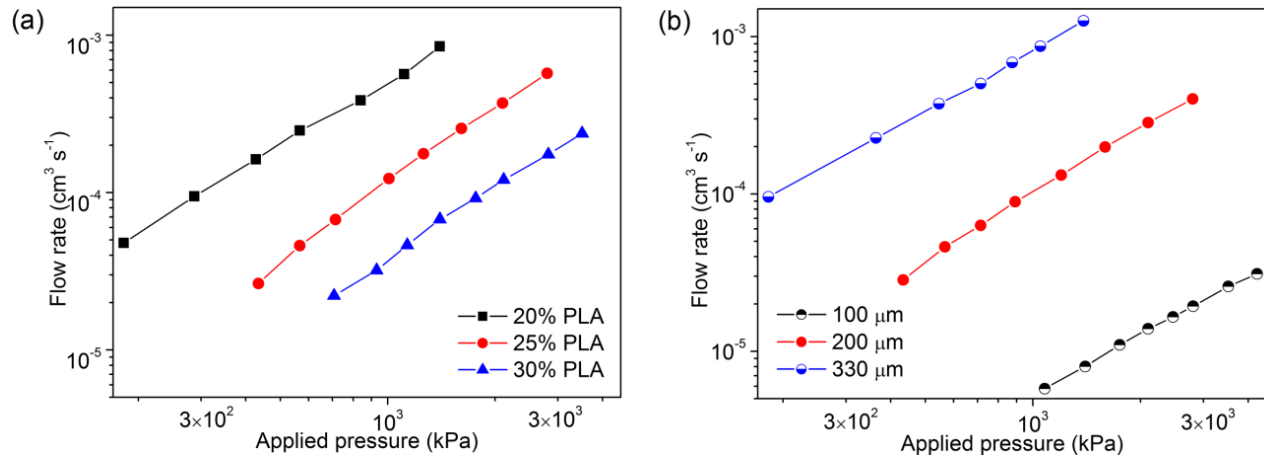 (a)
Flow rate (cm³ s⁻¹)
10⁻³
10⁻⁴
10⁻⁵
20% PLA
25% PLA
30% PLA
3×10²
10³
3×10³
Applied pressure (kPa)
(b)
Flow rate (cm³ s⁻¹)
10⁻³
10⁻⁴
10⁻⁵
100 μm
200 μm
330 μm
3×10²
10³
3×10³
Applied pressure (kPa)